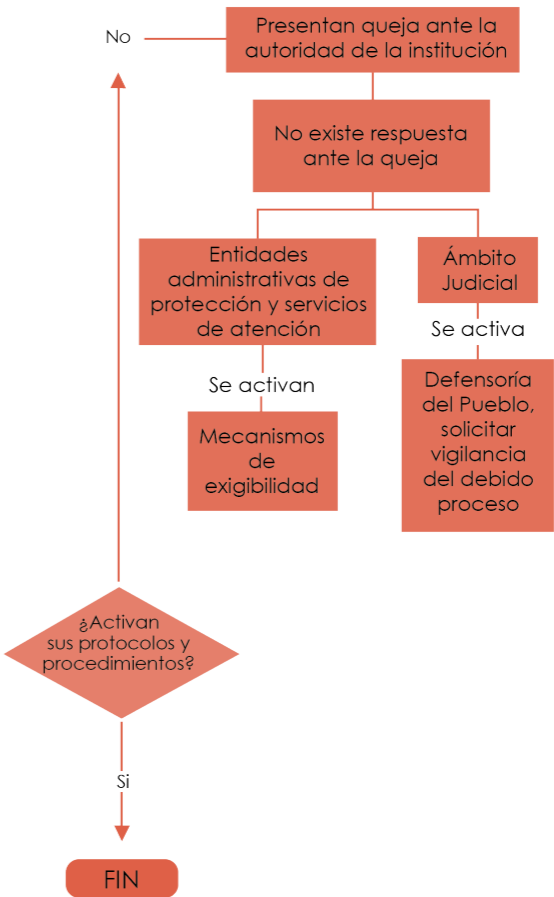 No
Presentan queja ante la
autoridad de la institución
No existe respuesta
ante la queja
Entidades
administrativas de
protección y servicios
de atención
Ámbito
Judicial
Se activan
Se activa
Mecanismos
de
exigibilidad
Defensoría
del Pueblo,
solicitar
vigilancia
del debido
proceso
¿Activan
sus protocolos y
procedimientos?
Si
FIN